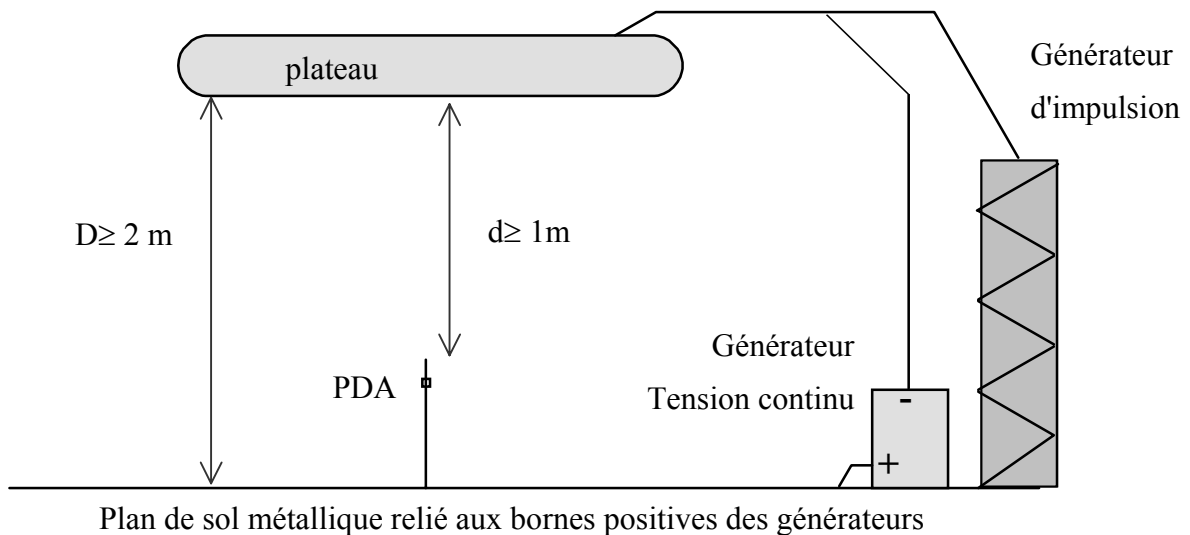 plateau
Générateur
d'impulsion
D≥ 2 m
d≥ 1m
PDA
Générateur
Tension continu
-
+
Plan de sol métallique relié aux bornes positives des générateurs